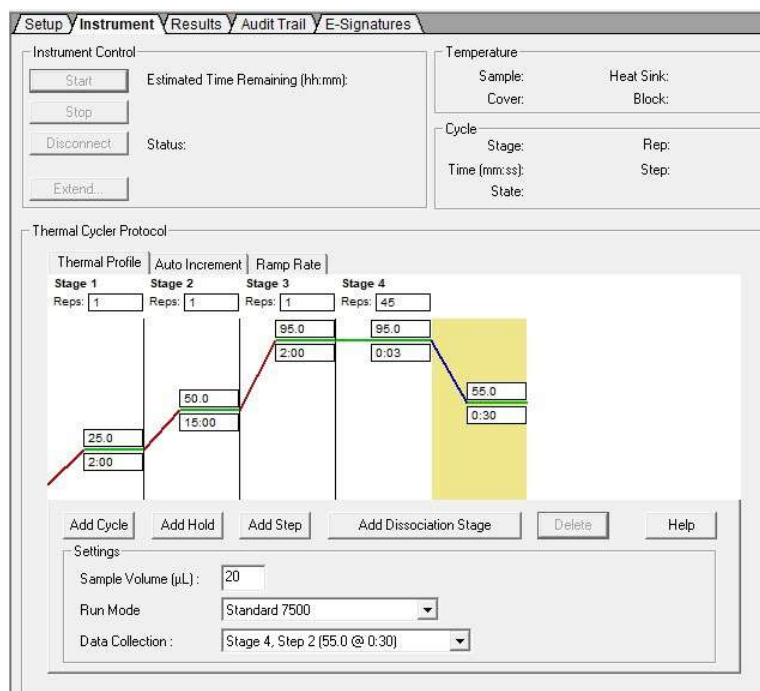 Setup Instrument Results Audit Trail E-Signatures
Instrument Control
Start
Estimated Time Remaining (hh:mm):
Stop
Disconnect
Status:
Extend...
Temperature
Sample: Heat Sink:
Cover: Block:
Cycle
Stage: Rep:
Time (mm:ss): Step:
State:
Thermal Cycler Protocol
Thermal Profile Auto Increment Ramp Rate
Stage 1 Stage 2 Stage 3 Stage 4
Reps: 1 Reps: 1 Reps: 1 Reps: 45
95.0 95.0
2:00 0:03
50.0 55.0
15:00 0:30
25.0
2:00
Add Cycle Add Hold Add Step Add Dissociation Stage Delete Help
Settings
Sample Volume (µL) : 20
Run Mode Standard 7500
Data Collection : Stage 4, Step 2 (55.0 @ 0:30)